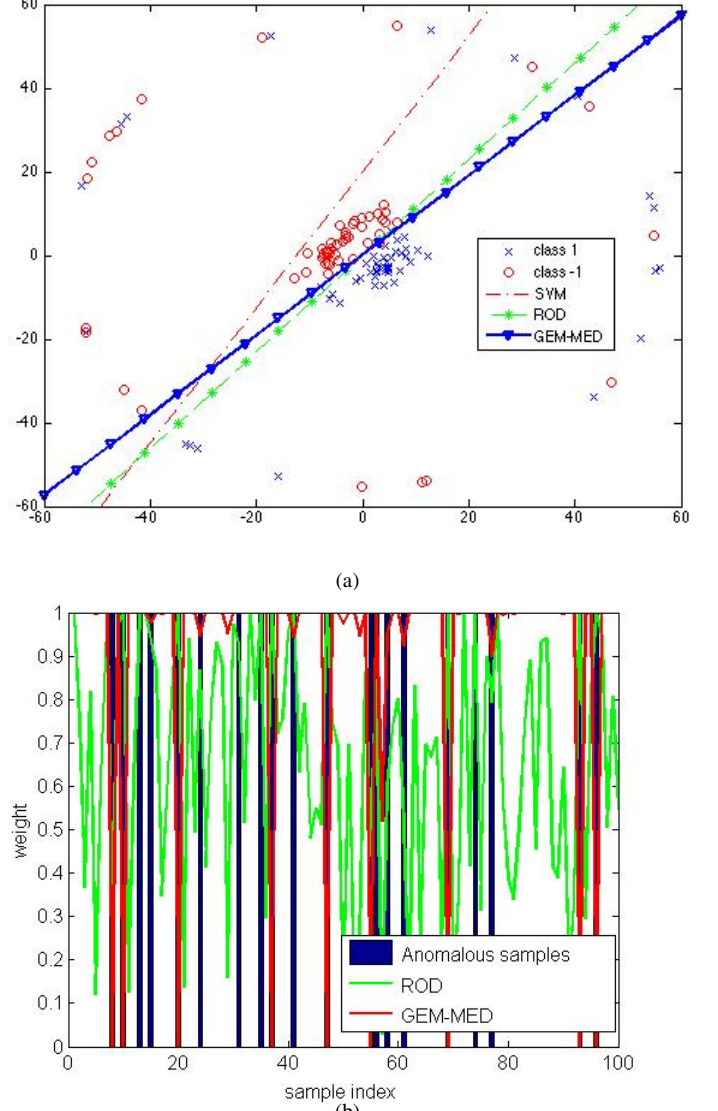 60
40
20
0
-20
-40
-60
-60 -40 -20 0 20 40 60
class 1
class -1
SVM
ROD
GEM-MED
(a)
1
0.9
0.8
0.7
0.6
0.5
0.4
0.3
0.2
0.1
0
weight
Anomalous samples
ROD
GEM-MED
0 20 40 60 80 100
sample index
(b)